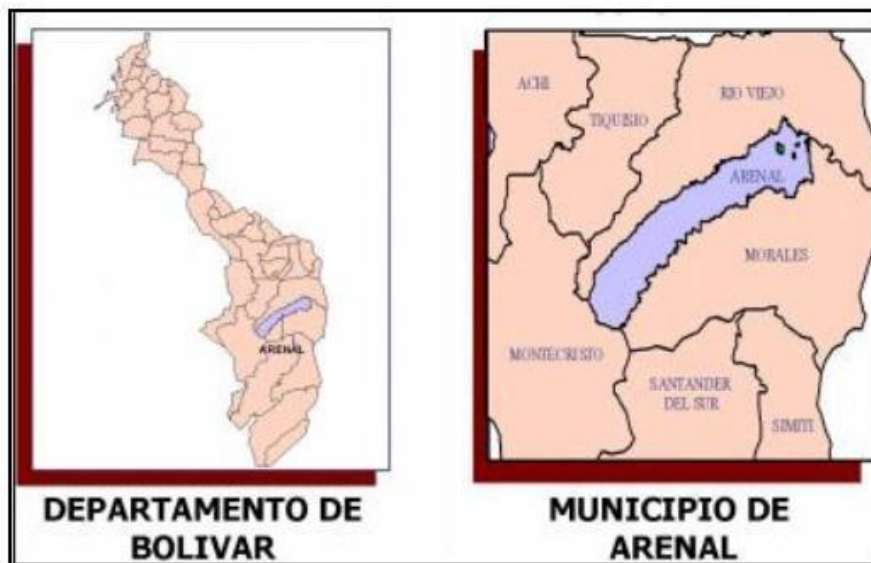 ARENAL
DEPARTAMENTO DE
BOLIVAR
ACHI
TIQUISIO
RIO VIEJO
ARENAL
MORALES
MONTECRISTO
SANTANDER
DEL SUR
SIMITI
MUNICIPIO DE
ARENAL